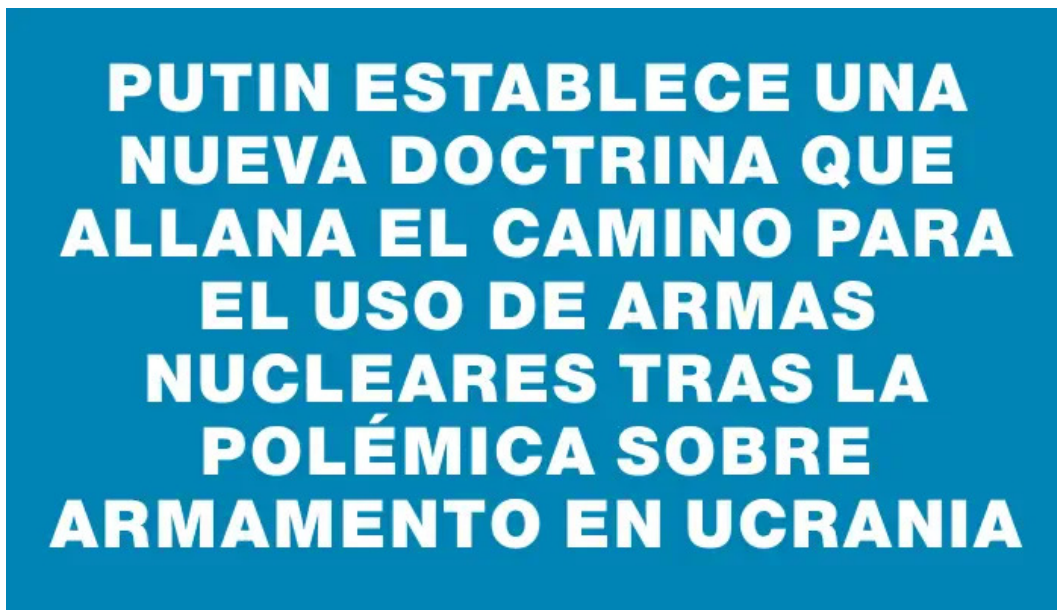 PUTIN ESTABLECE UNA
NUEVA DOCTRINA QUE
ALLANA EL CAMINO PARA
EL USO DE ARMAS
NUCLEARES TRAS LA
POLÉMICA SOBRE
ARMAMENTO EN UCRANIA